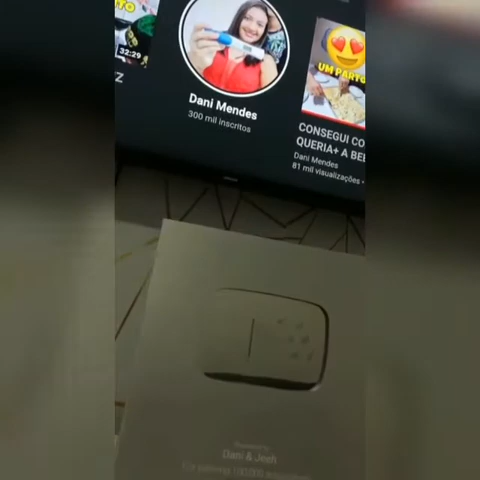 32:29
Z
Dani Mendes
300 mil inscritos
UM PARTO
CONSEGUI CO
QUERIA+ A BE
Dani Mendes
81 mil visualizações •
Dani & Jeeh